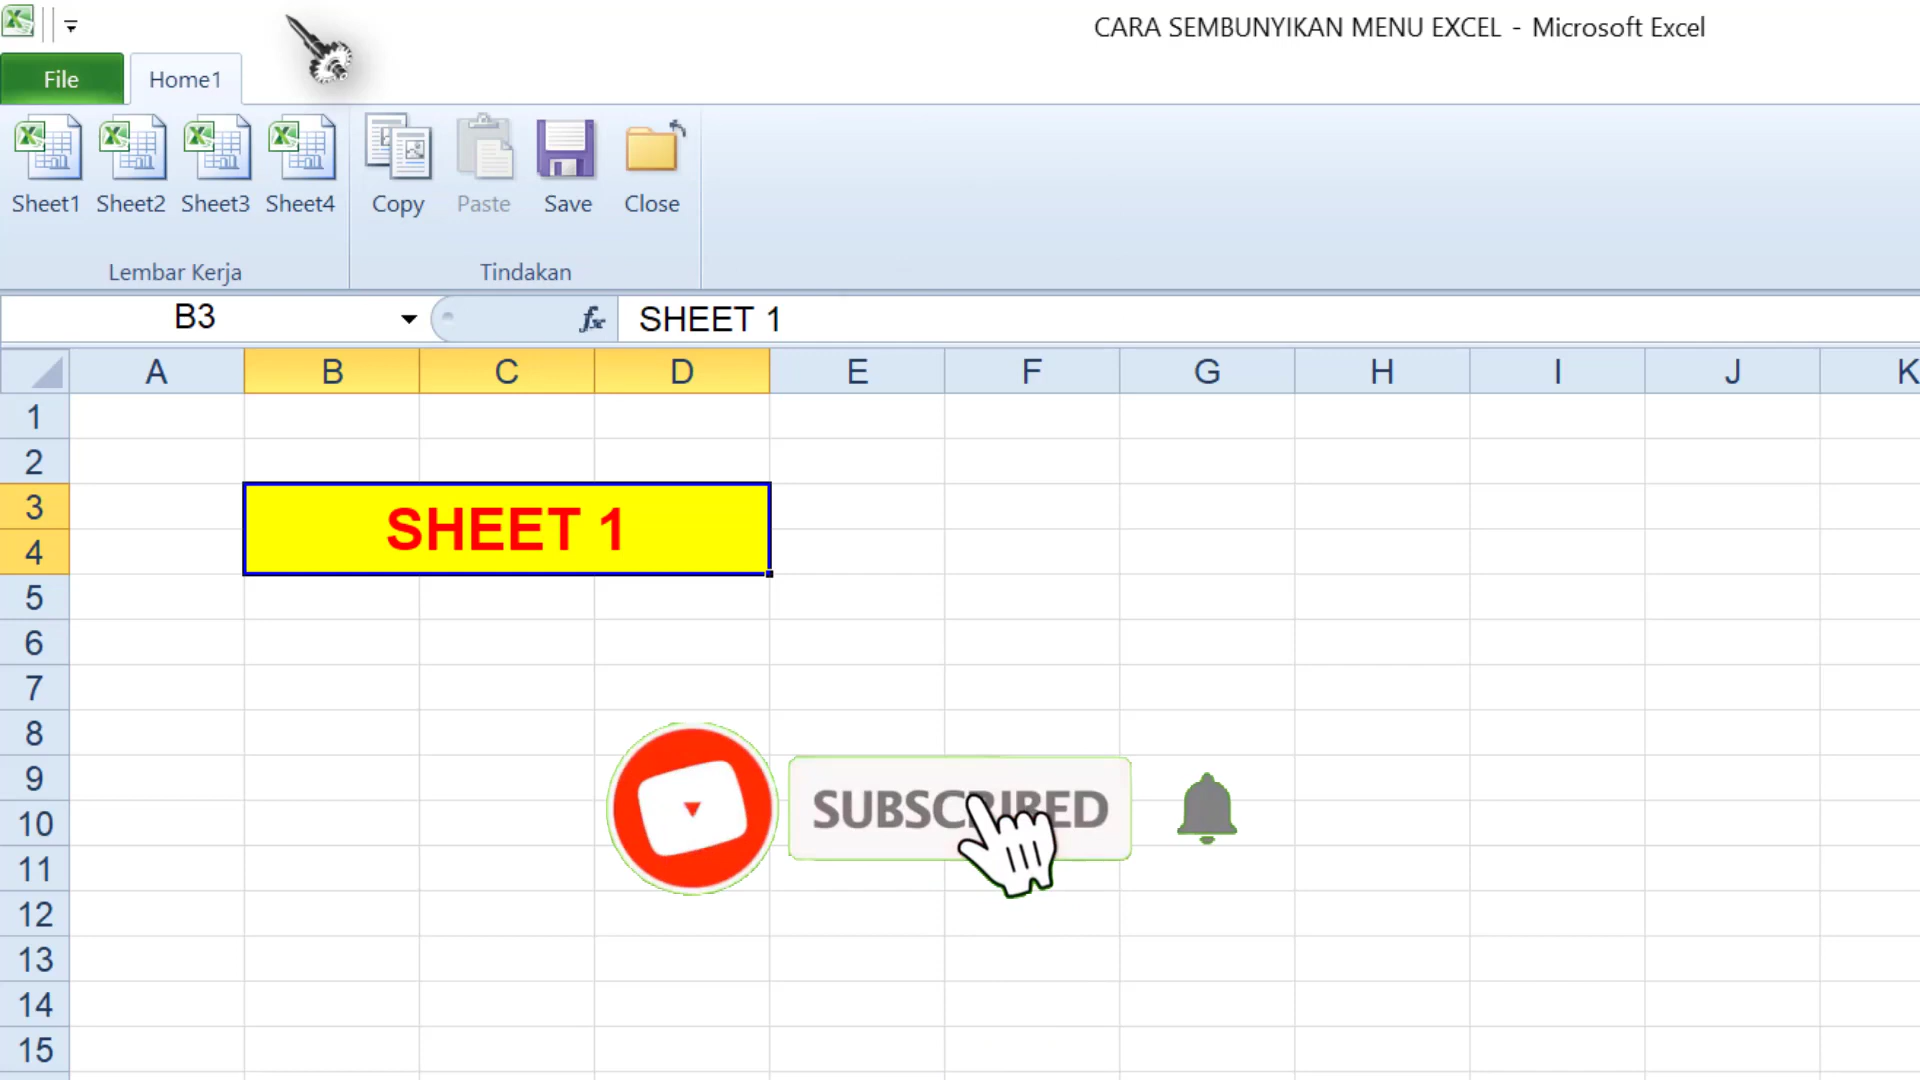 CARA SEMBUNYIKAN MENU EXCEL - Microsoft Excel
File Home1
Sheet1 Sheet2 Sheet3 Sheet4 Copy Paste Save Close
Lembar Kerja Tindakan
B3 fx SHEET 1
A B C D E F G H I J K
1
2
3
SHEET 1
4
5
6
7
8
9
SUBSCRIBED
10
11
12
13
14
15